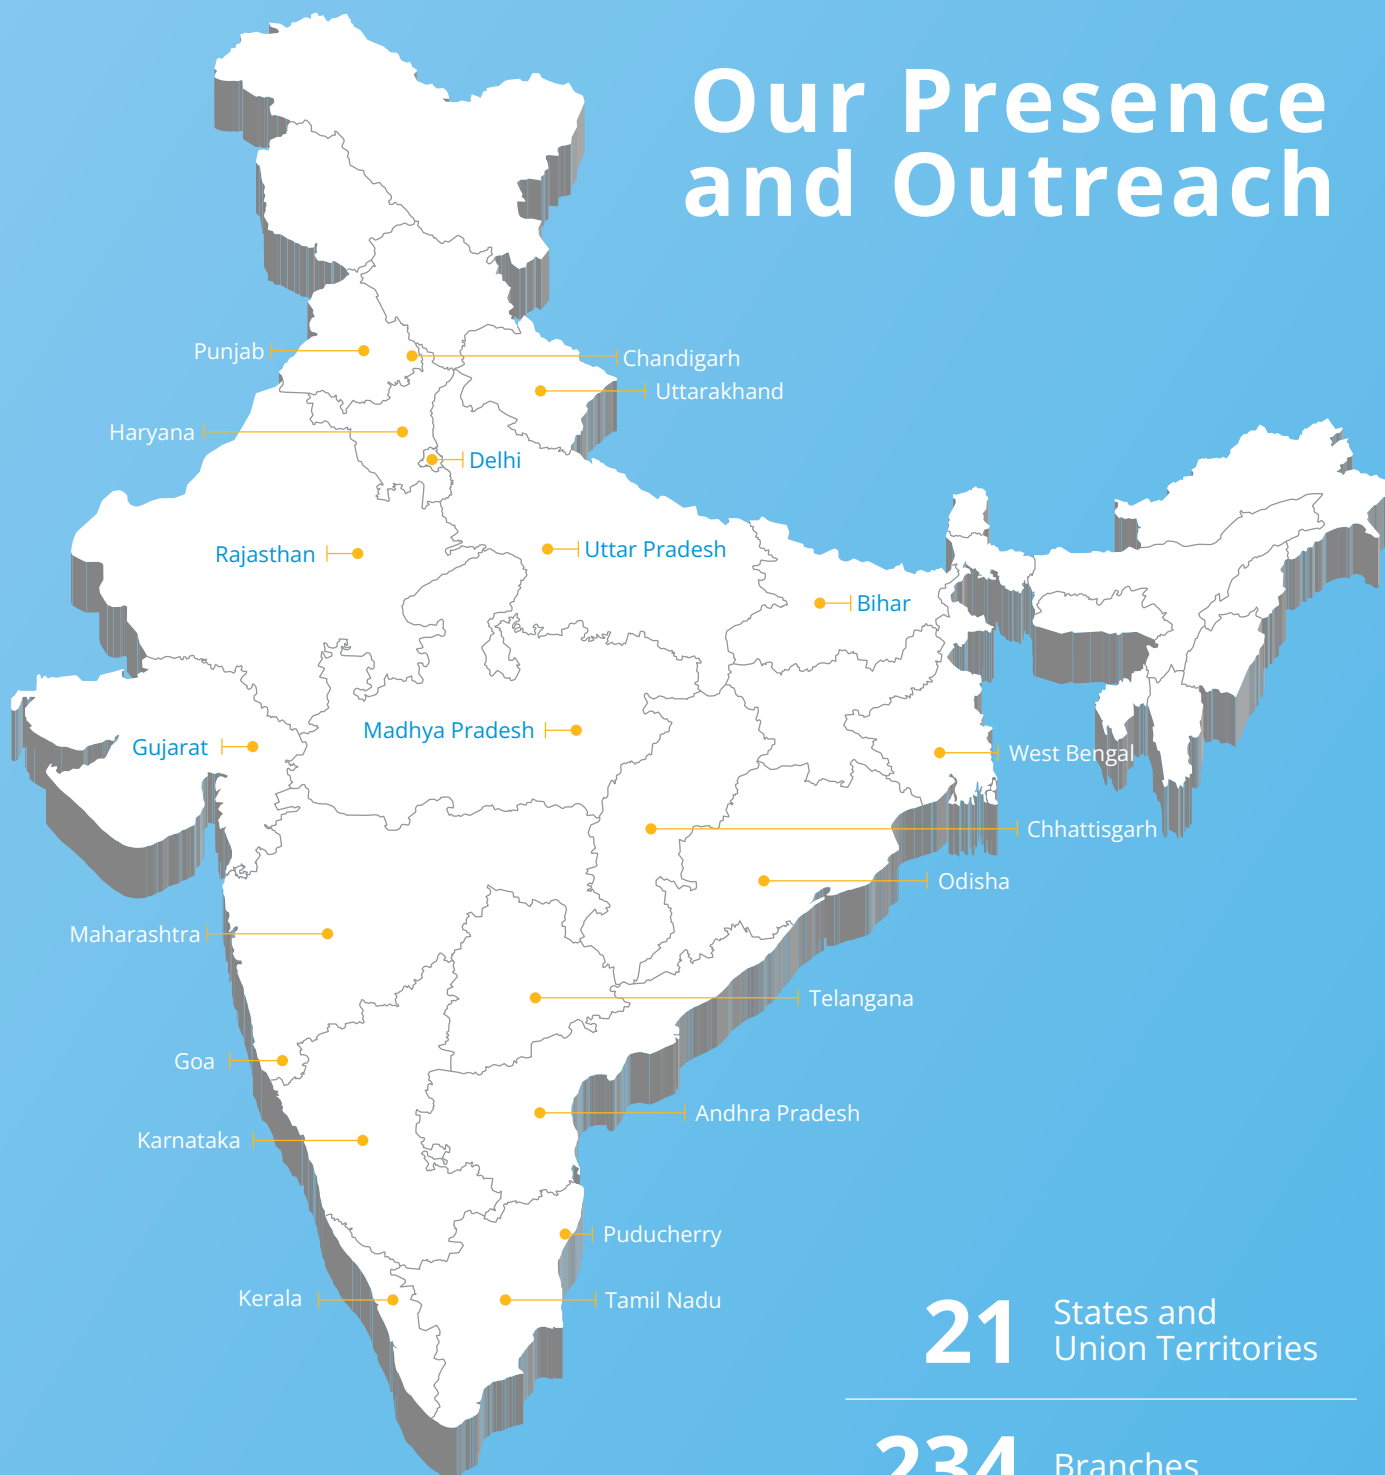 Our Presence
and Outreach
Punjab
Chandigarh
Uttarakhand
Haryana
Delhi
Rajasthan
Uttar Pradesh
Bihar
Madhya Pradesh
Gujarat
West Bengal
Chhattisgarh
Odisha
Maharashtra
Telangana
Goa
Andhra Pradesh
Karnataka
Puducherry
Kerala
Tamil Nadu
21 States and
Union Territories
234 Branches